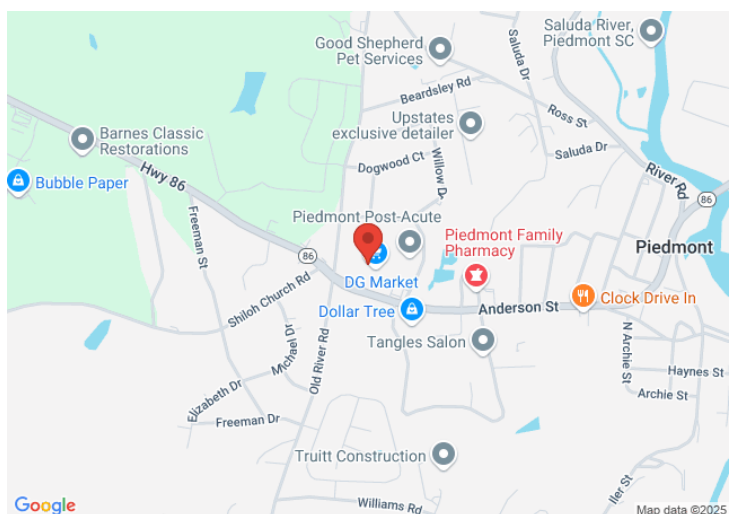 Saluda River,
Piedmont SC
Good Shepherd
Pet Services
Saluda Dr
Beardsley Rd
Ross St
Barnes Classic
Restorations
Upstates
exclusive detailer
Saluda Dr
Dogwood Ct
Hwy 86
Willow D
River Rd
86
Bubble Paper
Freeman St
Piedmont Post-Acute
Piedmont Family
Pharmacy
Piedmont
86
DG Market
Shiloh Church Rd
Dollar Tree
Anderson St
Clock Drive In
Michael Dr
Old River Rd
Tangles Salon
N Archie St
Haynes St
Elizabeth Dr
Archie St
Freeman Dr
Truitt Construction
ller St
Williams Rd
Google
Map data ©2025